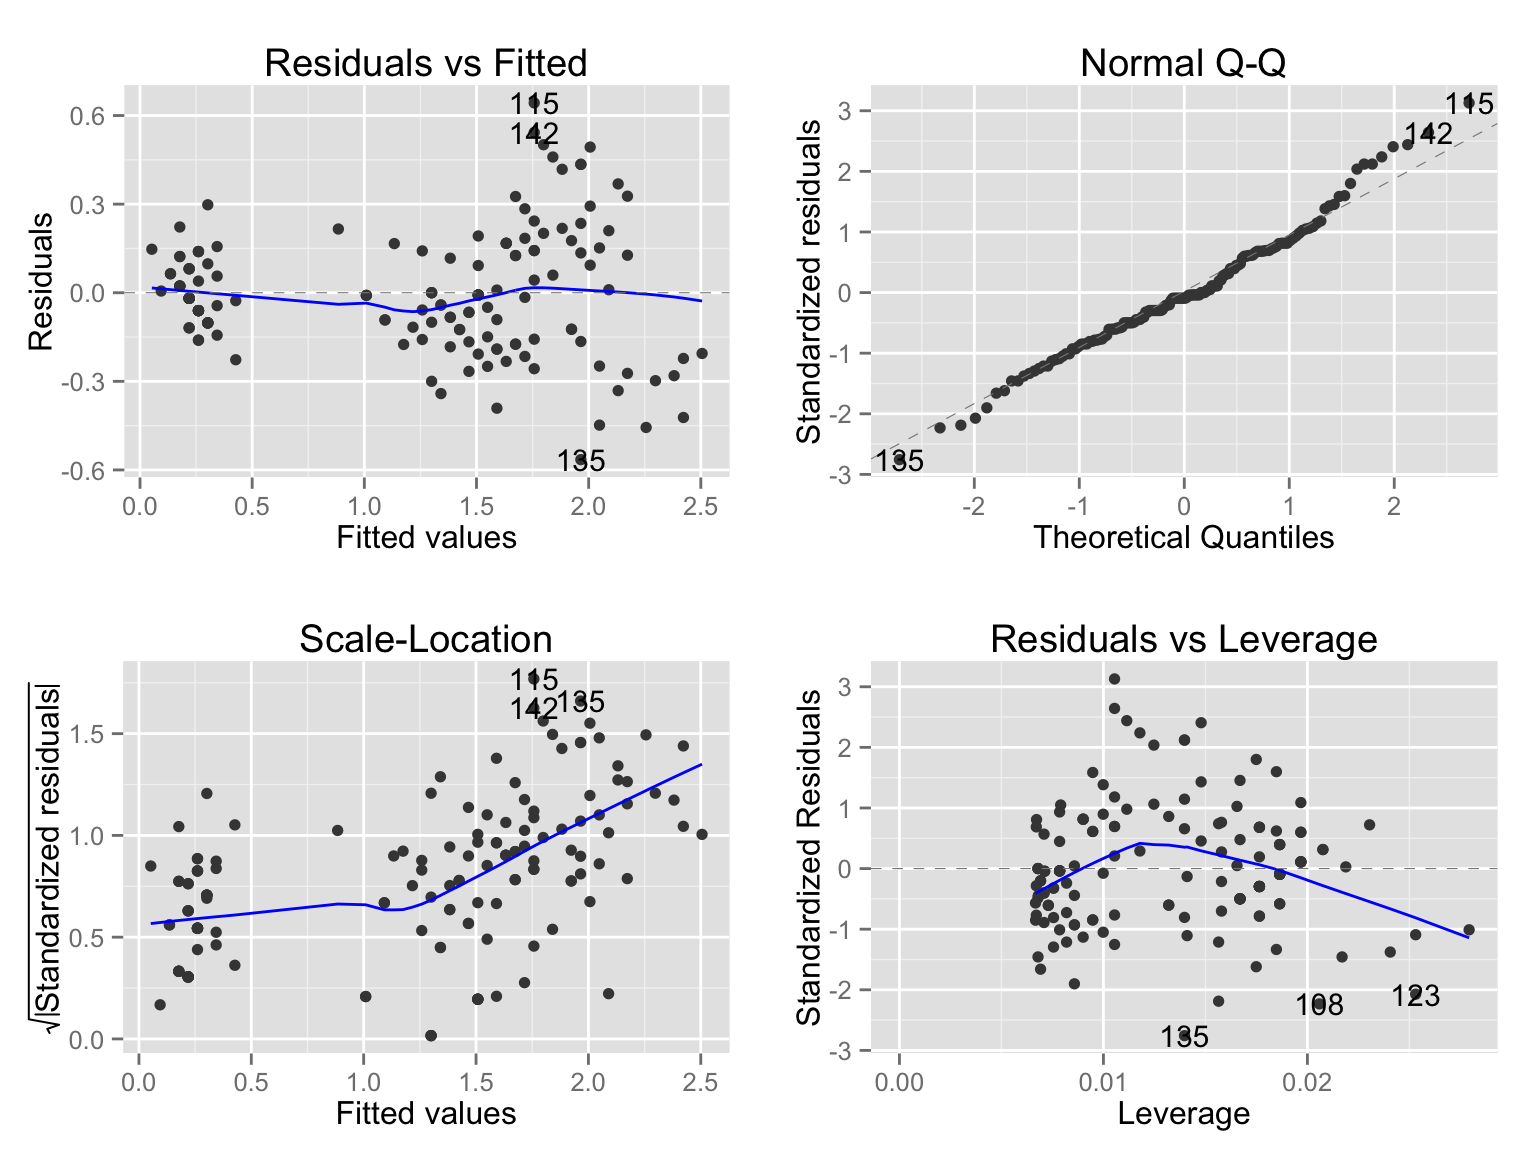 Residuals vs Fitted
Residuals
0.6
0.3
0.0
-0.3
-0.6
115
142
135
0.0 0.5 1.0 1.5 2.0 2.5
Fitted values
Normal Q-Q
Standardized residuals
3
2
1
0
-1
-2
-3
115
142
135
-2 -1 0 1 2
Theoretical Quantiles
Scale-Location
√|Standardized residuals|
1.5
1.0
0.5
0.0
115
135
142
0.0 0.5 1.0 1.5 2.0 2.5
Fitted values
Residuals vs Leverage
Standardized Residuals
3
2
1
0
-1
-2
-3
123
108
135
0.00 0.01 0.02
Leverage